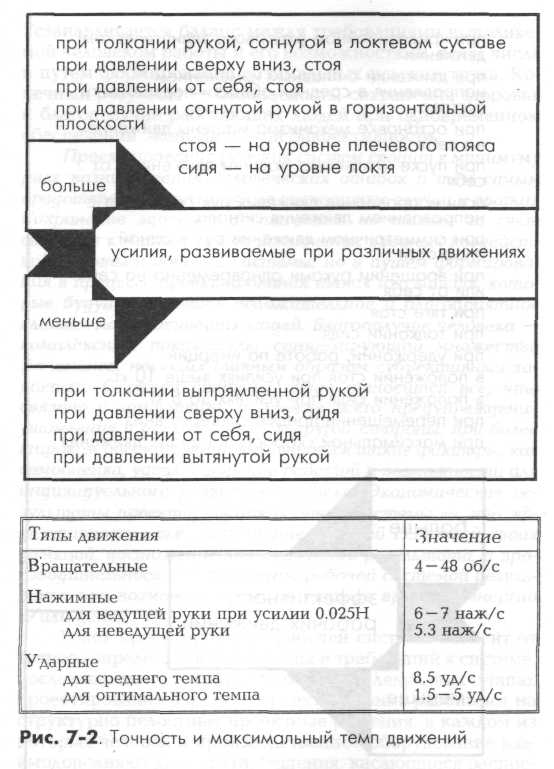 при толкании рукой, согнутой в локтевом суставе
при давлении сверху вниз, стоя
при давлении от себя, стоя
при давлении согнутой рукой в горизонтальной
плоскости
стоя — на уровне плечевого пояса
сидя — на уровне локтя
больше
усилия, развиваемые при различных движениях
меньше
при толкании выпрямленной рукой
при давлении сверху вниз, сидя
при давлении от себя, сидя
при давлении вытянутой рукой
Типы движения Значение
Вращательные 4–48 об/с
Нажимные
для ведущей руки при усилии 0.025Н 6–7 наж/с
для неведущей руки 5.3 наж/с
Ударные
для среднего темпа 8.5 уд/с
для оптимального темпа 1.5–5 уд/с
Рис. 7-2. Точность и максимальный темп движений